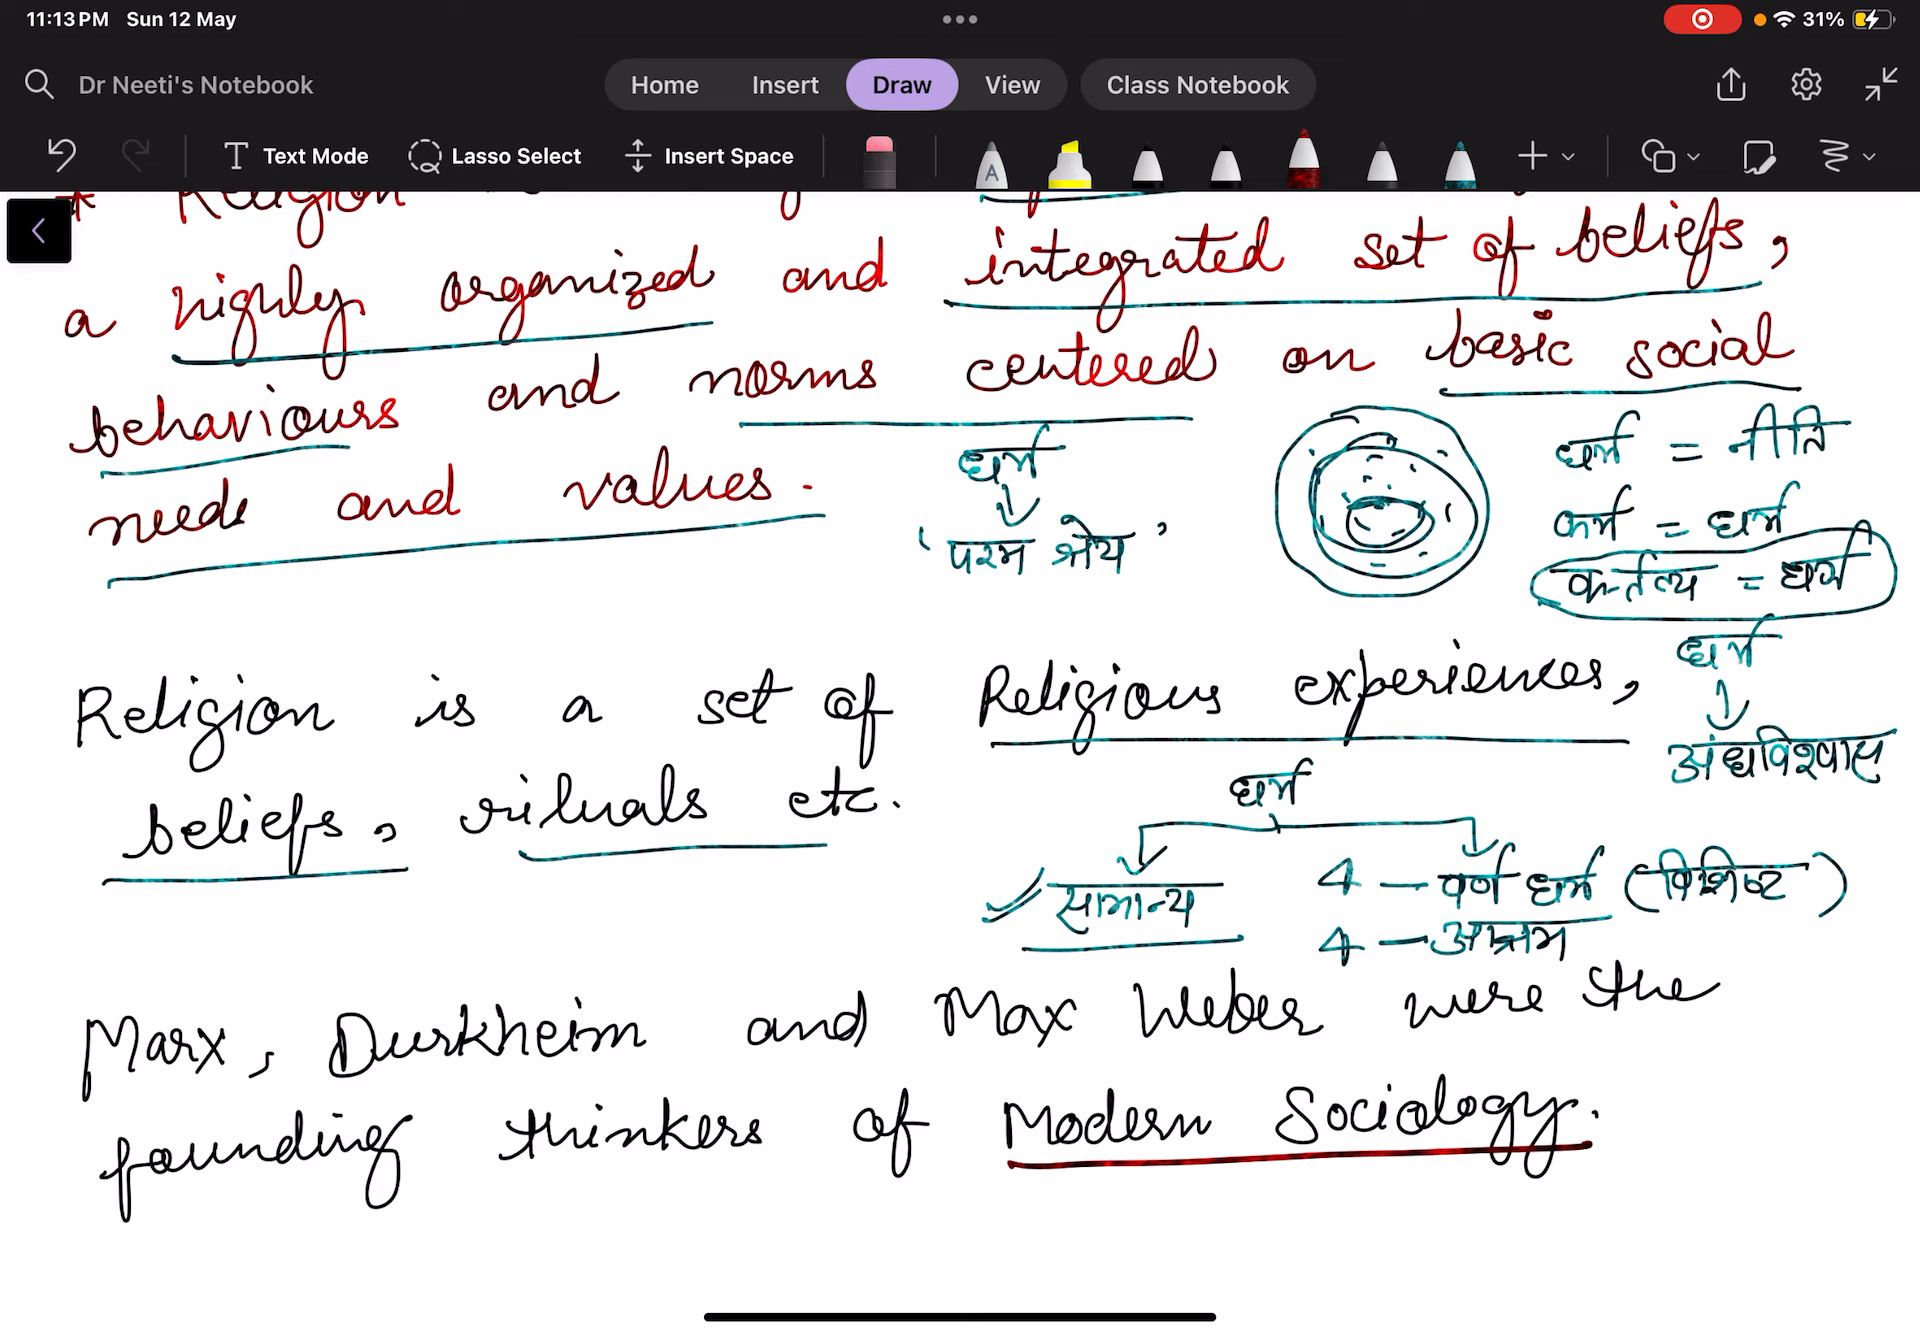 11:13 PM Sun 12 May
31%
Dr Neeti's Notebook
Home Insert Draw View Class Notebook
Text Mode Lasso Select Insert Space
A
* Religion
a highly organized and integrated set of beliefs,
behaviours and norms centered on basic social
needs and values.
धर्म
'परम श्रेय'
धर्म = नीति
कर्म = धर्म
कर्तव्य = धर्म
धर्म
अंधविश्वास
Religion is a set of Religious experiences,
beliefs, rituals etc.
धर्म
सामान्य
4 — वर्ण धर्म (विशिष्ट)
4 — आश्रम
Marx, Durkheim and Max Weber were the
founding thinkers of Modern Sociology.